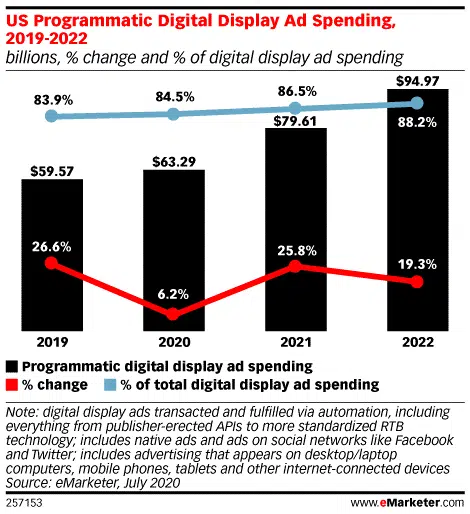 US Programmatic Digital Display Ad Spending,
2019-2022
billions, % change and % of digital display ad spending
$94.97
83.9%
84.5%
86.5%
88.2%
$79.61
$59.57
$63.29
26.6%
6.2%
25.8%
19.3%
2019
2020
2021
2022
Programmatic digital display ad spending
% change
% of total digital display ad spending
Note: digital display ads transacted and fulfilled via automation, including
everything from publisher-erected APIs to more standardized RTB
technology; includes native ads and ads on social networks like Facebook
and Twitter; includes advertising that appears on desktop/laptop
computers, mobile phones, tablets and other internet-connected devices
Source: eMarketer, July 2020
257153
www.eMarketer.com